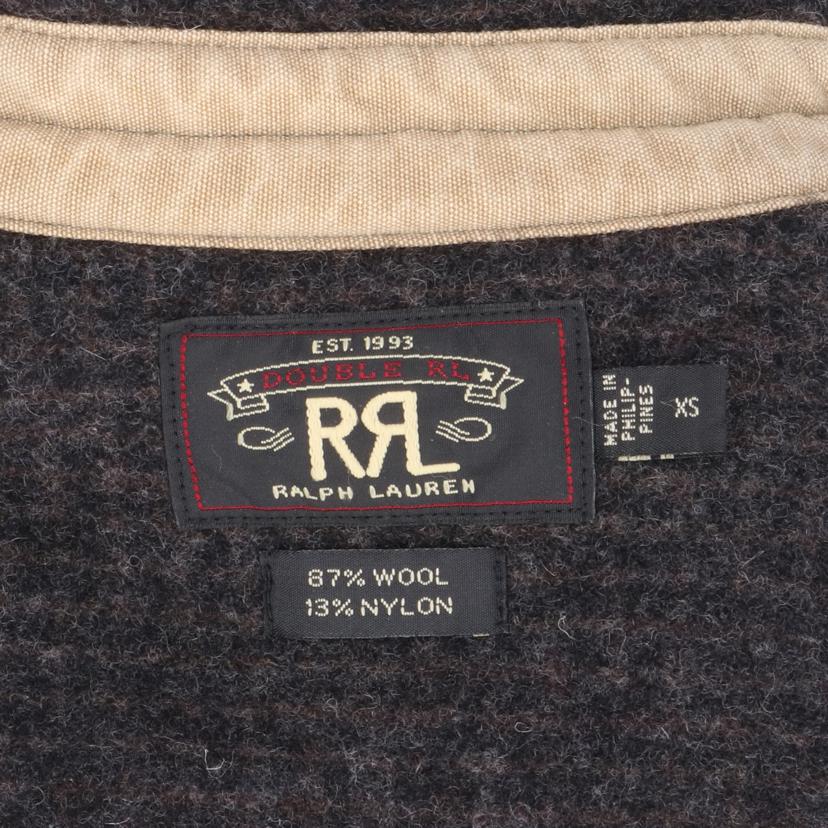 EST. 1993
DOUBLE RL
RRL
RALPH LAUREN
MADE IN
PHILIP-
PINES
XS
87% WOOL
13% NYLON